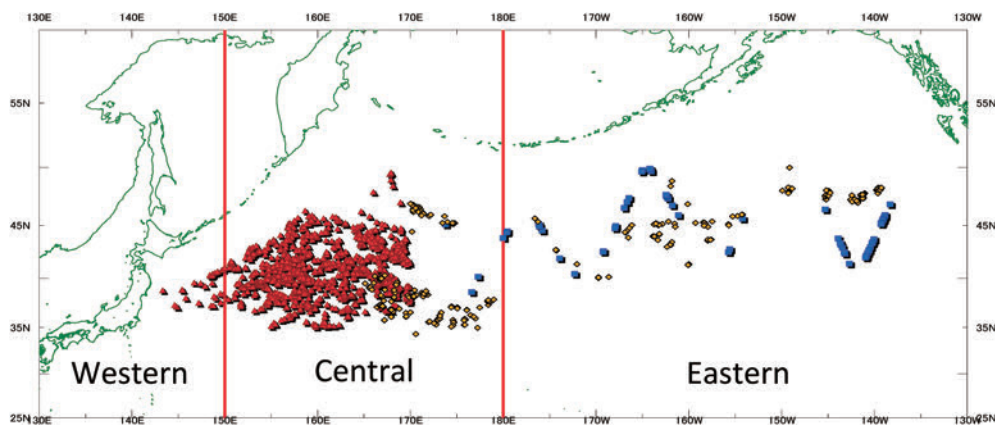 130E 140E 150E 160E 170E 180E 170W 160W 150W 140W 130W
55N 55N
45N 45N
35N 35N
Western Central Eastern
25N 25N
130E 140E 150E 160E 170E 180E 170W 160W 150W 140W 130W